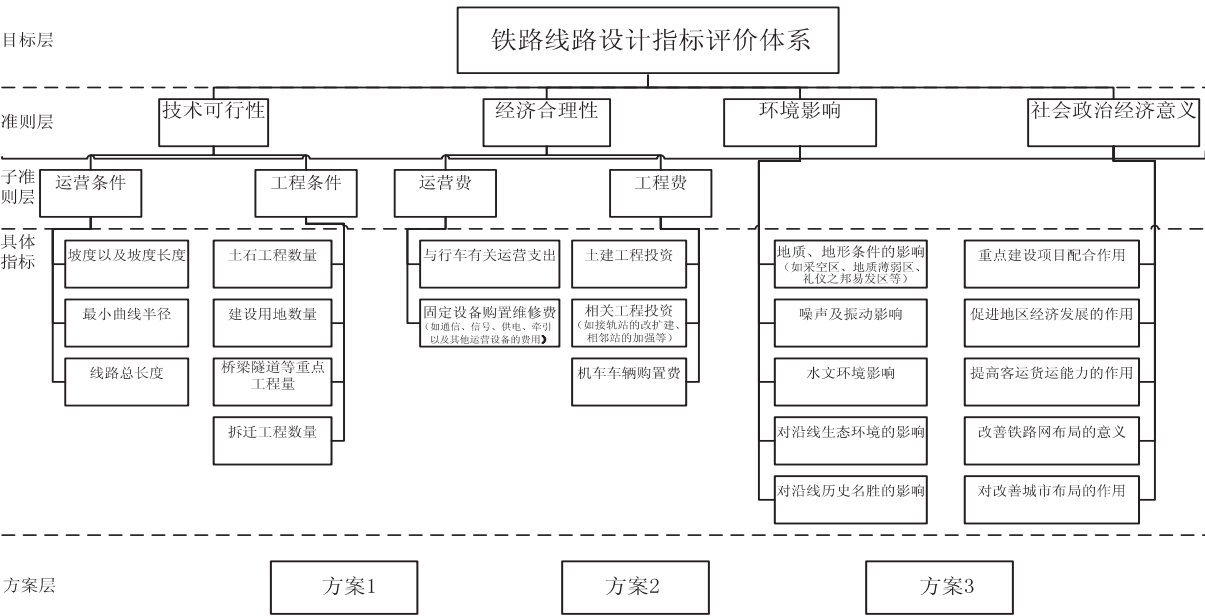 目标层
铁路线路设计指标评价体系
准则层
技术可行性
经济合理性
环境影响
社会政治经济意义
子准
则层
运营条件
工程条件
运营费
工程费
具体
指标
坡度以及坡度长度
最小曲线半径
线路总长度
土石工程数量
建设用地数量
桥梁隧道等重点
工程量
拆迁工程数量
与行车有关运营支出
固定设备购置维修费
(如通信、信号、供电、牵引
以及其他运营设备的费用)
土建工程投资
相关工程投资
(如接轨站的改扩建、
相邻站的加强等)
机车车辆购置费
地质、地形条件的影响
(如采空区、地质薄弱区、
礼仪之邦易发区等)
噪声及振动影响
水文环境影响
对沿线生态环境的影响
对沿线历史名胜的影响
重点建设项目配合作用
促进地区经济发展的作用
提高客运货运能力的作用
改善铁路网布局的意义
对改善城市布局的作用
方案层
方案1
方案2
方案3